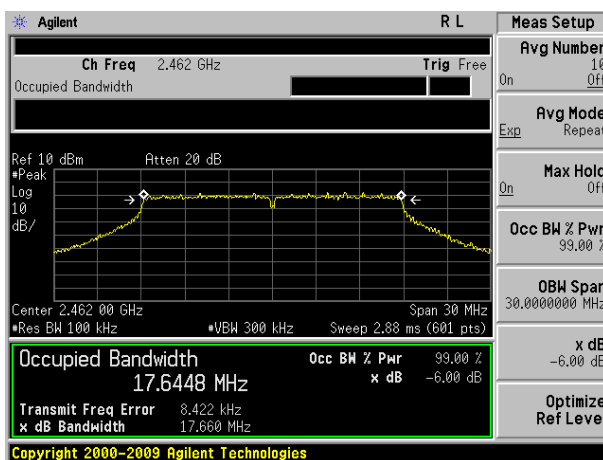 Agilent R L Meas Setup
Ch Freq 2.462 GHz Trig Free
Occupied Bandwidth
Avg Number
10
On Off
Avg Mode
Exp Repeat
Max Hold
On Off
Occ BW % Pwr
99.00 %
OBW Span
30.0000000 MHz
x dB
-6.00 dB
Optimize
Ref Level
Ref 10 dBm Atten 20 dB
#Peak
Log
10
dB/
Center 2.462 00 GHz Span 30 MHz
#Res BW 100 kHz #VBW 300 kHz Sweep 2.88 ms (601 pts)
Occupied Bandwidth Occ BW % Pwr 99.00 %
17.6448 MHz x dB -6.00 dB
Transmit Freq Error 8.422 kHz
x dB Bandwidth 17.660 MHz
Copyright 2000-2009 Agilent Technologies